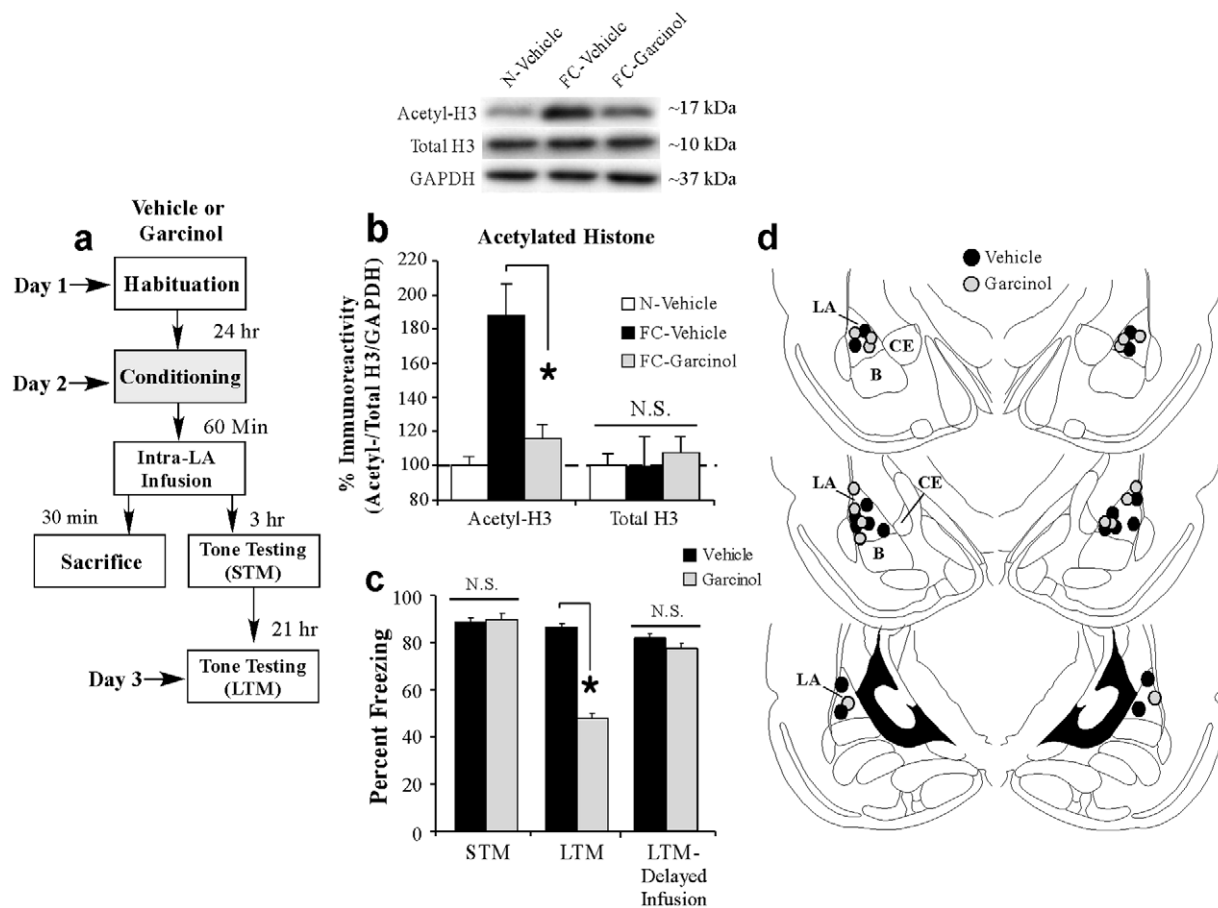 N-Vehicle
FC-Vehicle
FC-Garcinol
Acetyl-H3
~17 kDa
Total H3
~10 kDa
GAPDH
~37 kDa
a
Vehicle or
Garcinol
Day 1
Habituation
24 hr
Day 2
Conditioning
60 Min
Intra-LA
Infusion
30 min
3 hr
Sacrifice
Tone Testing
(STM)
21 hr
Day 3
Tone Testing
(LTM)
b
Acetylated Histone
% Immunoreactivity
(Acetyl-/Total H3/GAPDH)
220
200
180
160
140
120
100
80
N-Vehicle
FC-Vehicle
FC-Garcinol
*
N.S.
Acetyl-H3
Total H3
c
Vehicle
Garcinol
Percent Freezing
100
80
60
40
20
0
N.S.
*
N.S.
STM
LTM
LTM-
Delayed
Infusion
d
Vehicle
Garcinol
LA
CE
B
LA
CE
B
LA